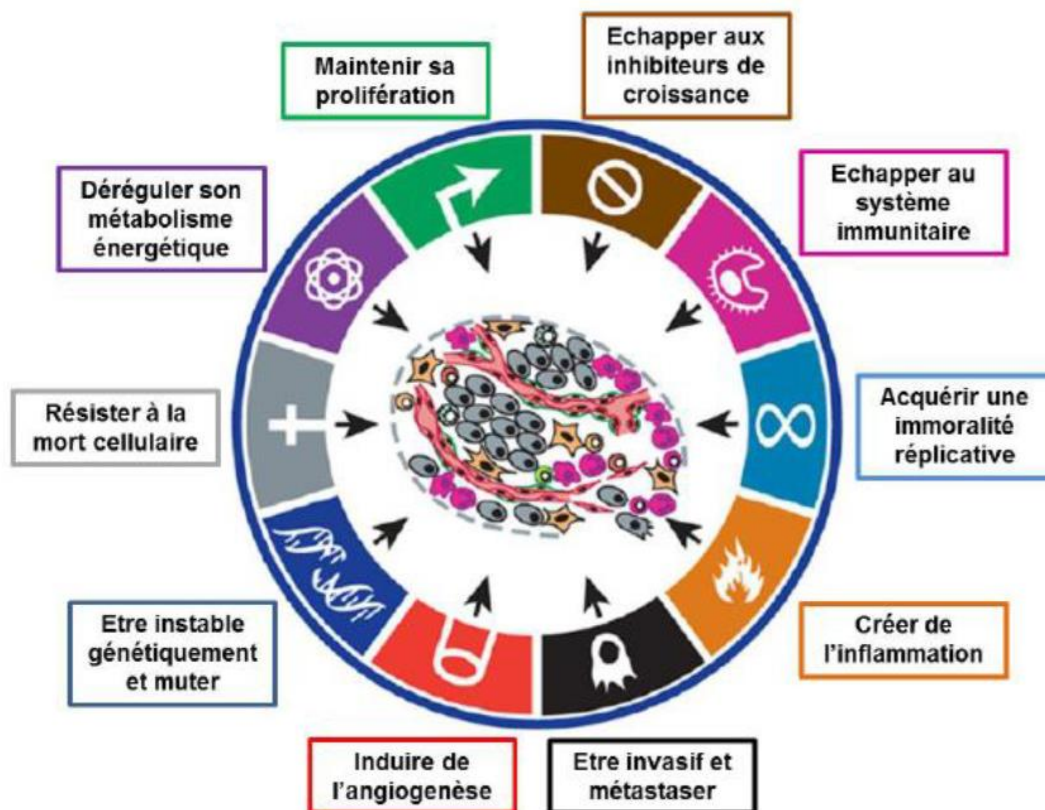 Maintenir sa
prolifération
Echapper aux
inhibiteurs de
croissance
Déréguler son
métabolisme
énergétique
Echapper au
système
immunitaire
Résister à la
mort cellulaire
Acquérir une
immoralité
réplicative
Etre instable
génétiquement
et muter
Créer de
l’inflammation
Induire de
l’angiogenèse
Etre invasif et
métastaser